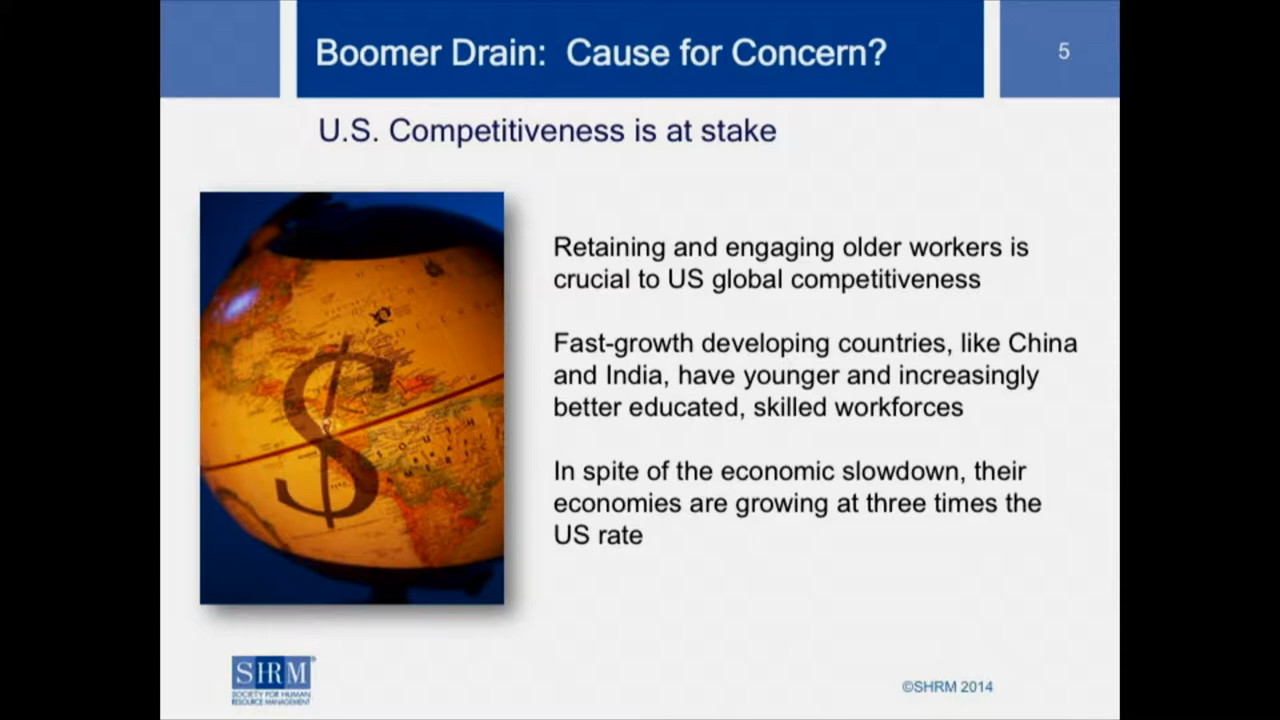 Boomer Drain: Cause for Concern?
5
U.S. Competitiveness is at stake
Retaining and engaging older workers is
crucial to US global competitiveness
Fast-growth developing countries, like China
and India, have younger and increasingly
better educated, skilled workforces
In spite of the economic slowdown, their
economies are growing at three times the
US rate
$
SOUTH
AMERICA
SHRM®
SOCIETY FOR HUMAN
RESOURCE MANAGEMENT
©SHRM 2014